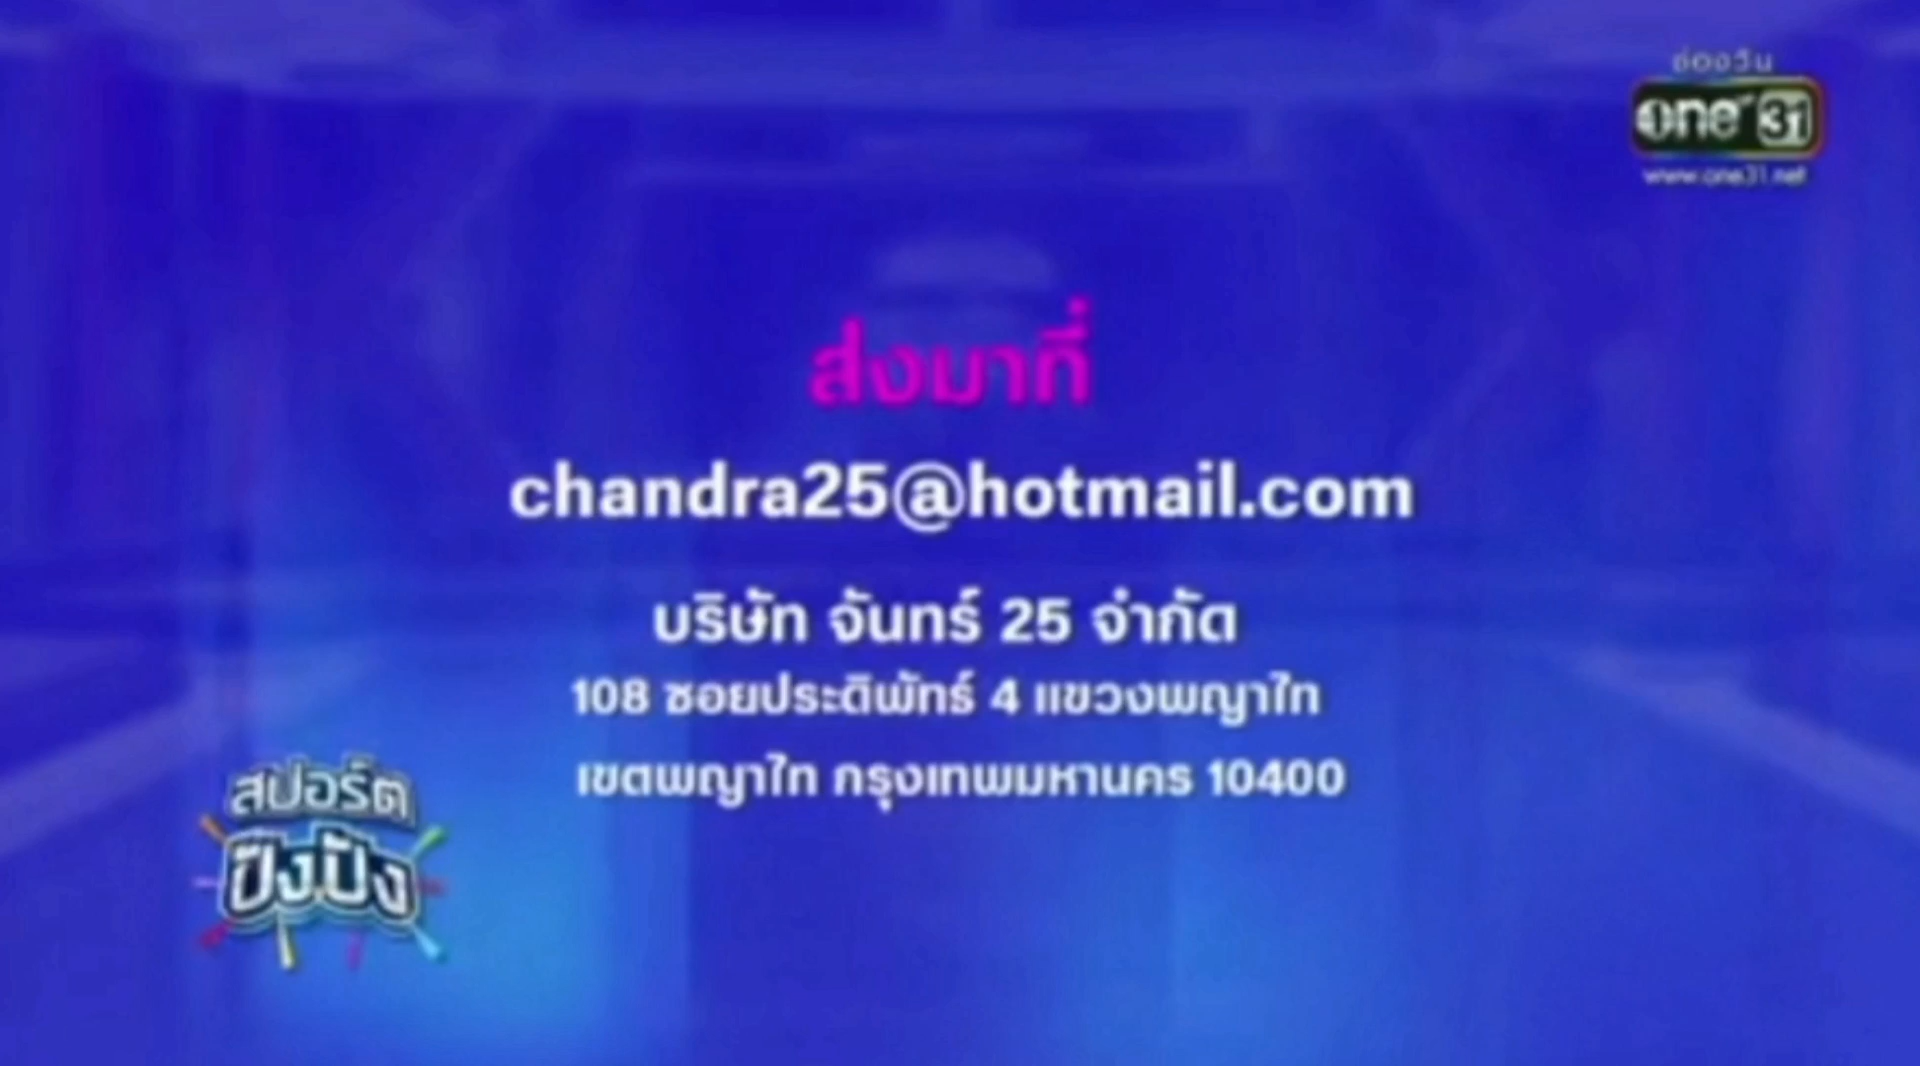 ช่องวัน
one 31
www.one31.net
ส่งมาที่
chandra25@hotmail.com
บริษัท จันทร์ 25 จำกัด
108 ซอยประดิพัทธ์ 4 แขวงพญาไท
เขตพญาไท กรุงเทพมหานคร 10400
สปอร์ต
ปิงปัง